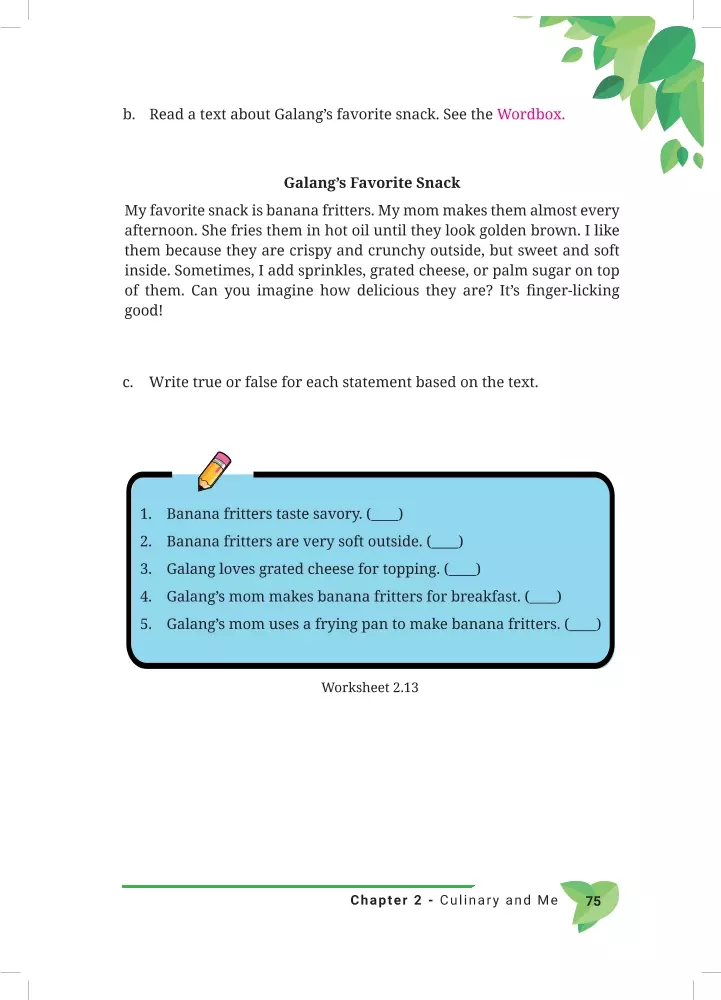 b. Read a text about Galang’s favorite snack. See the Wordbox.
Galang’s Favorite Snack
My favorite snack is banana fritters. My mom makes them almost every
afternoon. She fries them in hot oil until they look golden brown. I like
them because they are crispy and crunchy outside, but sweet and soft
inside. Sometimes, I add sprinkles, grated cheese, or palm sugar on top
of them. Can you imagine how delicious they are? It’s finger-licking
good!
c. Write true or false for each statement based on the text.
1. Banana fritters taste savory. (____)
2. Banana fritters are very soft outside. (____)
3. Galang loves grated cheese for topping. (____)
4. Galang’s mom makes banana fritters for breakfast. (____)
5. Galang’s mom uses a frying pan to make banana fritters. (____)
Worksheet 2.13
Chapter 2 - Culinary and Me 75